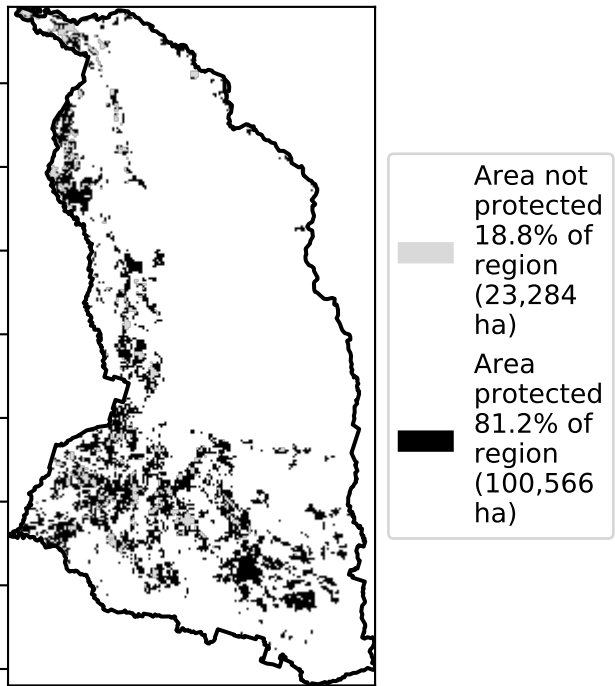 Area not
protected
18.8% of
region
(23,284
ha)
Area
protected
81.2% of
region
(100,566
ha)